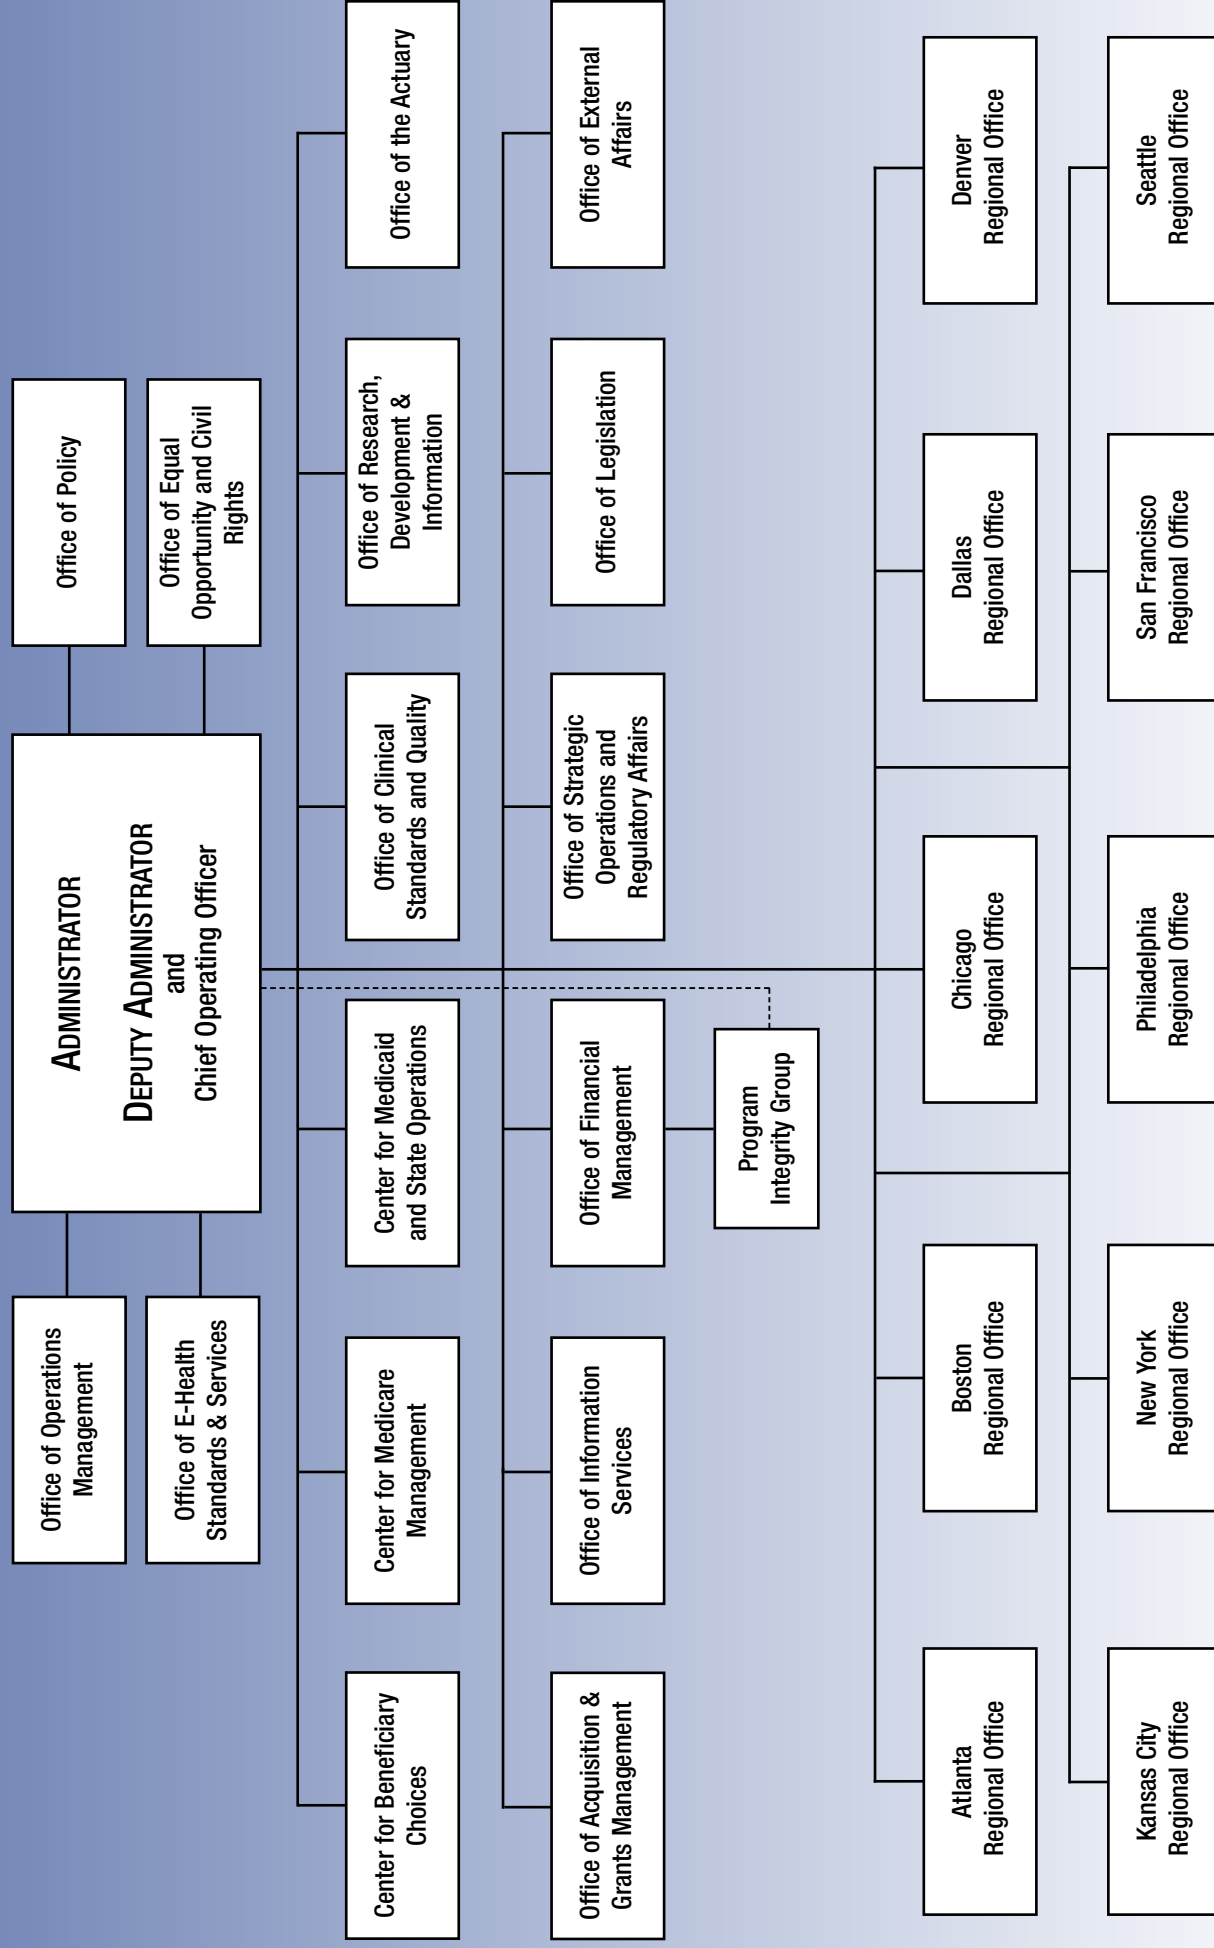 ADMINISTRATOR
DEPUTY ADMINISTRATOR
and
Chief Operating Officer
Office of Operations
Management
Office of E-Health
Standards & Services
Office of Policy
Office of Equal
Opportunity and Civil
Rights
Center for Beneficiary
Choices
Center for Medicare
Management
Center for Medicaid
and State Operations
Office of Clinical
Standards and Quality
Office of Research,
Development &
Information
Office of the Actuary
Office of Acquisition &
Grants Management
Office of Information
Services
Office of Financial
Management
Office of Strategic
Operations and
Regulatory Affairs
Office of Legislation
Office of External
Affairs
Program
Integrity Group
Atlanta
Regional Office
Boston
Regional Office
Chicago
Regional Office
Dallas
Regional Office
Denver
Regional Office
Kansas City
Regional Office
New York
Regional Office
Philadelphia
Regional Office
San Francisco
Regional Office
Seattle
Regional Office